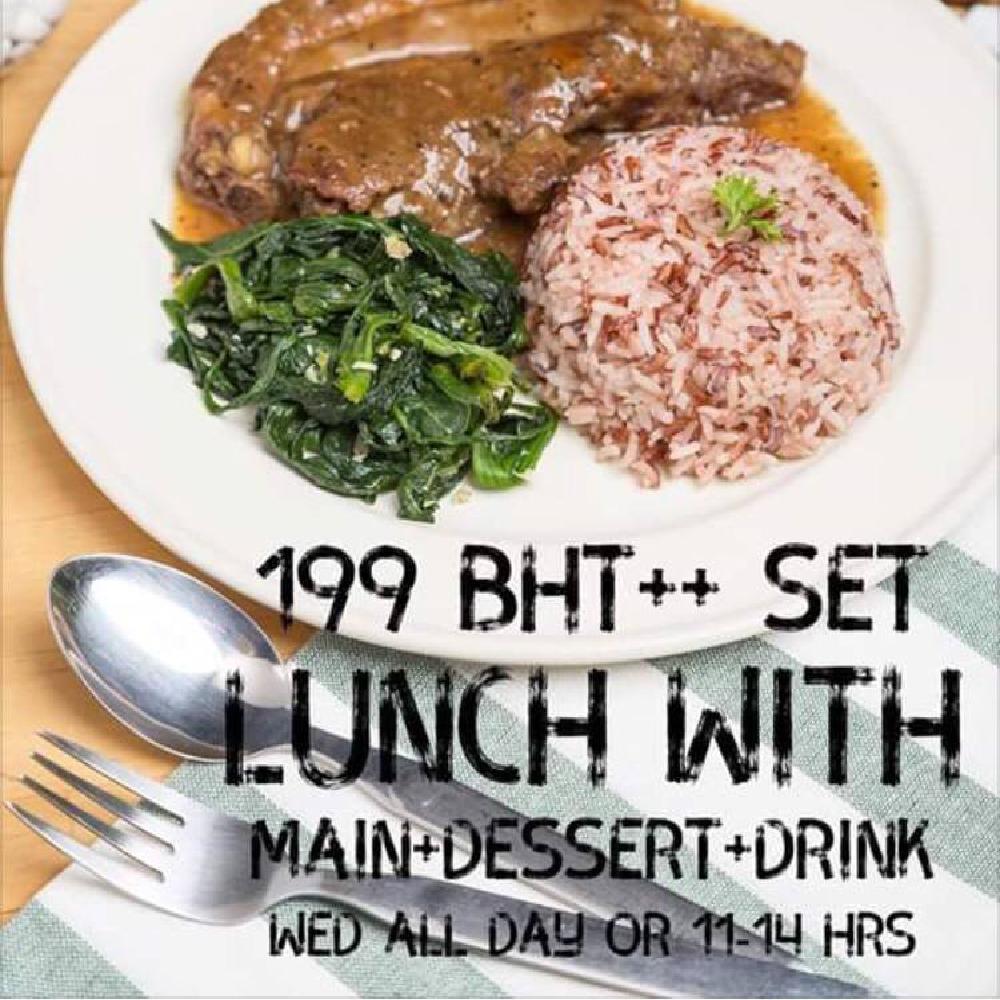 199 BHT++ SET
LUNCH WITH
MAIN+DESSERT+DRINK
WED ALL DAY OR 11-14 HRS